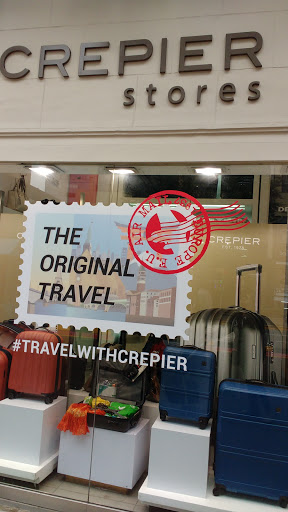 CREPIER
stores
THE
ORIGINAL
TRAVEL
AIR MAIL
EUROPE E.U.
CREPIER
#TRAVELWITHCREPIER